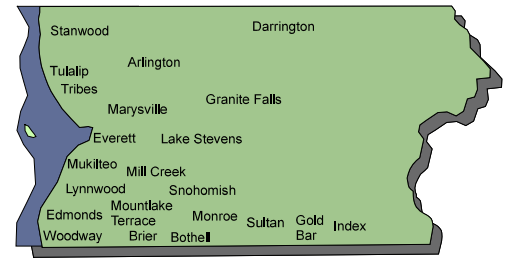 Darrington
Stanwood
Arlington
Tulalip
Tribes
Granite Falls
Marysville
Everett
Lake Stevens
Mukilteo
Mill Creek
Lynnwood
Snohomish
Mountlake
Terrace
Edmonds
Monroe
Sultan
Gold
Bar
Index
Woodway
Brier
Bothell